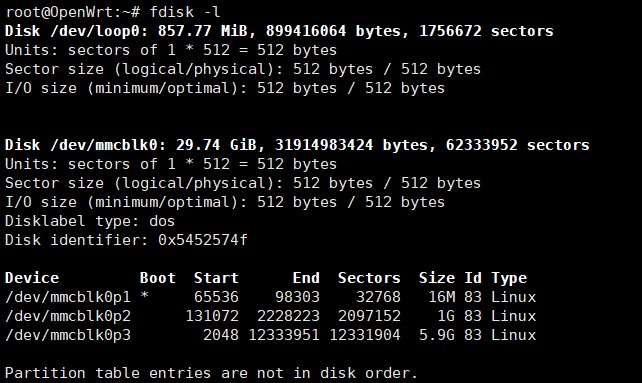 root@OpenWrt:~# fdisk -l
Disk /dev/loop0: 857.77 MiB, 899416064 bytes, 1756672 sectors
Units: sectors of 1 * 512 = 512 bytes
Sector size (logical/physical): 512 bytes / 512 bytes
I/O size (minimum/optimal): 512 bytes / 512 bytes
Disk /dev/mmcblk0: 29.74 GiB, 31914983424 bytes, 62333952 sectors
Units: sectors of 1 * 512 = 512 bytes
Sector size (logical/physical): 512 bytes / 512 bytes
I/O size (minimum/optimal): 512 bytes / 512 bytes
Disklabel type: dos
Disk identifier: 0x5452574f
Device Boot Start End Sectors Size Id Type
/dev/mmcblk0p1 * 65536 98303 32768 16M 83 Linux
/dev/mmcblk0p2 131072 2228223 2097152 1G 83 Linux
/dev/mmcblk0p3 2048 12333951 12331904 5.9G 83 Linux
Partition table entries are not in disk order.